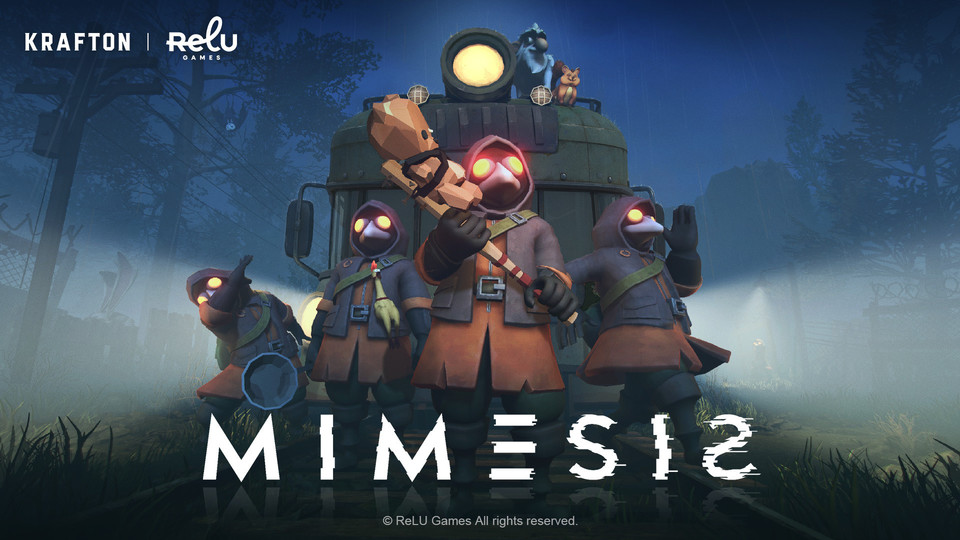 KRAFTON | ReLU
GAMES
MIMESIS
© ReLU Games All rights reserved.